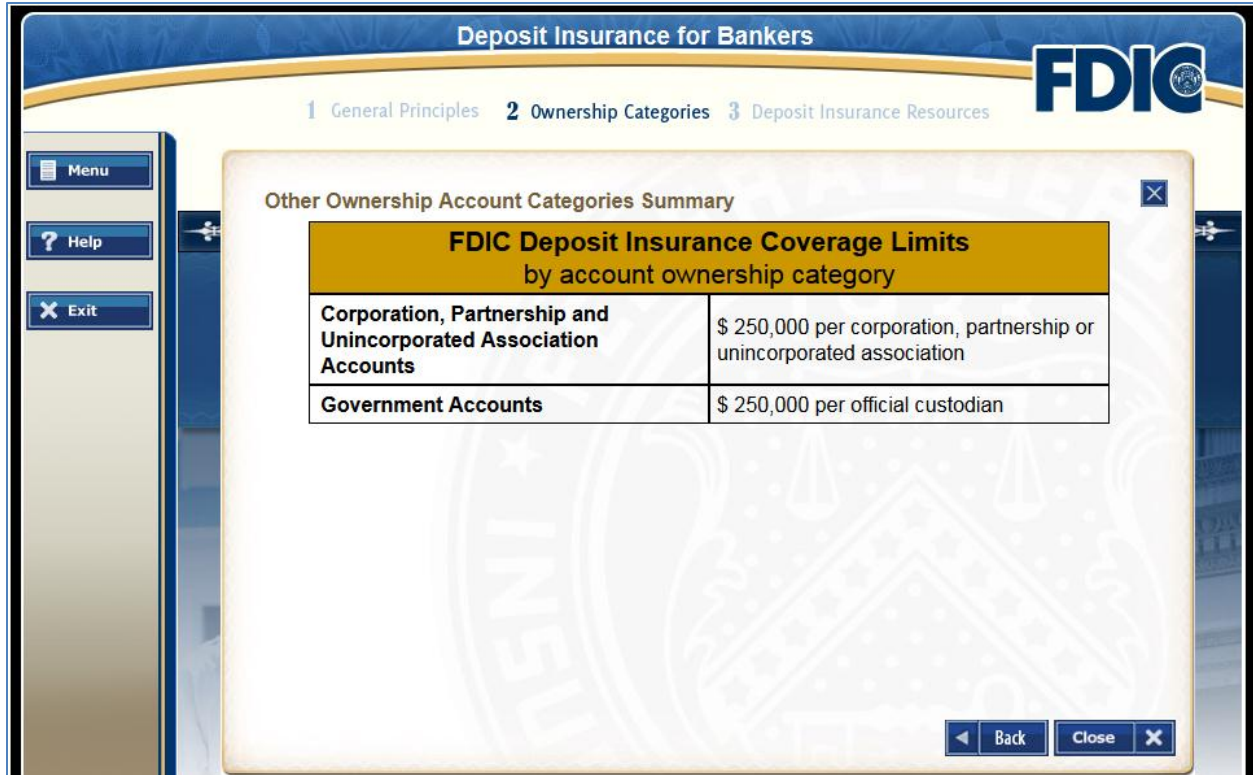 Deposit Insurance for Bankers
FDIC
1 General Principles 2 Ownership Categories 3 Deposit Insurance Resources
Menu
? Help
X Exit
Other Ownership Account Categories Summary
FDIC Deposit Insurance Coverage Limits
by account ownership category
Corporation, Partnership and
Unincorporated Association
Accounts
$ 250,000 per corporation, partnership or
unincorporated association
Government Accounts
$ 250,000 per official custodian
Back
Close X